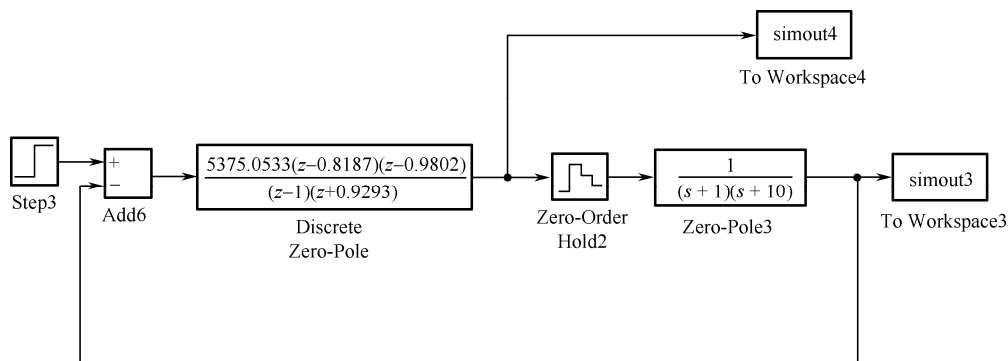 simout4
To Workspace4
Step3
+
−
Add6
5375.0533(z−0.8187)(z−0.9802)
(z−1)(z+0.9293)
Discrete
Zero-Pole
Zero-Order
Hold2
1
(s + 1)(s + 10)
Zero-Pole3
simout3
To Workspace3